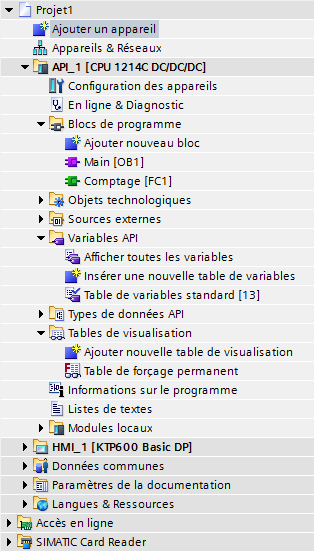 Projet1
Ajouter un appareil
Appareils & Réseaux
API_1 [CPU 1214C DC/DC/DC]
Configuration des appareils
En ligne & Diagnostic
Blocs de programme
Ajouter nouveau bloc
Main [OB1]
Comptage [FC1]
Objets technologiques
Sources externes
Variables API
Afficher toutes les variables
Insérer une nouvelle table de variables
Table de variables standard [13]
Types de données API
Tables de visualisation
Ajouter nouvelle table de visualisation
Table de forçage permanent
Informations sur le programme
Listes de textes
Modules locaux
HMI_1 [KTP600 Basic DP]
Données communes
Paramètres de la documentation
Langues & Ressources
Accès en ligne
SIMATIC Card Reader